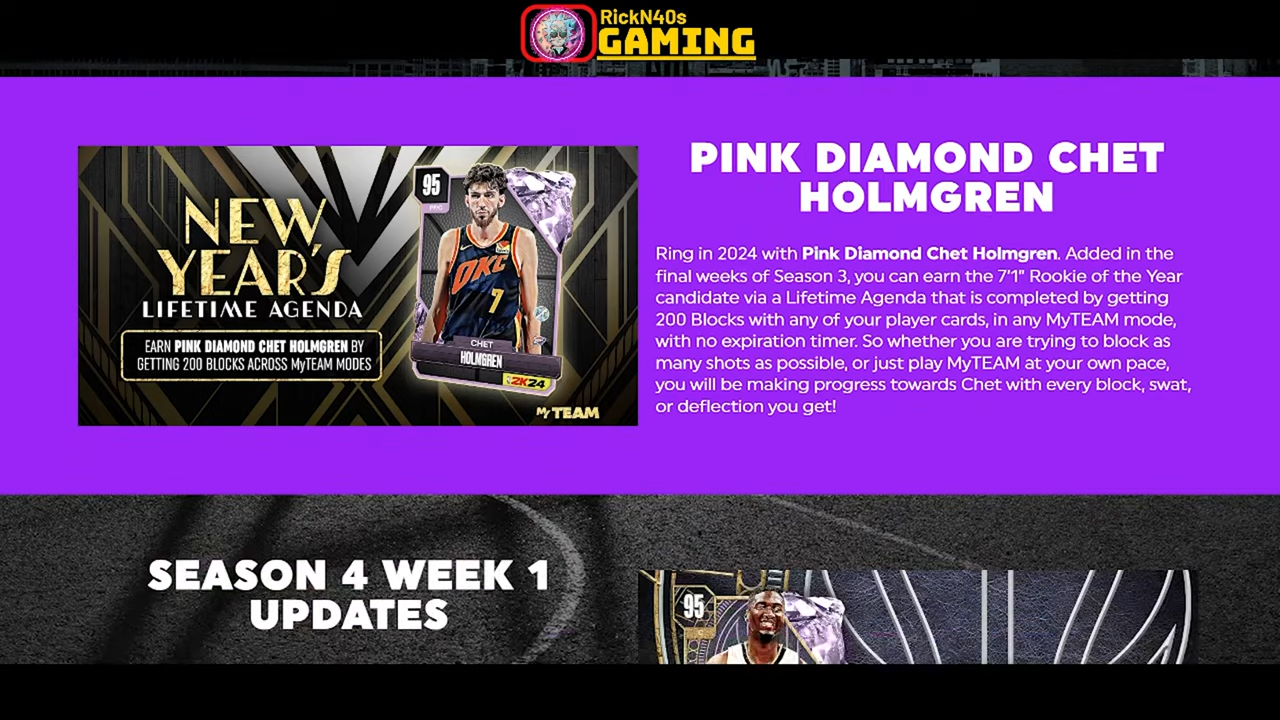 RickN40s
GAMING
PINK DIAMOND CHET
HOLMGREN
NEW
YEAR'S
LIFETIME AGENDA
EARN PINK DIAMOND CHET HOLMGREN BY
GETTING 200 BLOCKS ACROSS MyTEAM MODES
95
PF/C
OKC
7
CHET
HOLMGREN
2K24
MyTEAM
Ring in 2024 with Pink Diamond Chet Holmgren. Added in the
final weeks of Season 3, you can earn the 7'1" Rookie of the Year
candidate via a Lifetime Agenda that is completed by getting
200 Blocks with any of your player cards, in any MyTEAM mode,
with no expiration timer. So whether you are trying to block as
many shots as possible, or just play MyTEAM at your own pace,
you will be making progress towards Chet with every block, swat,
or deflection you get!
SEASON 4 WEEK 1
UPDATES
95
C